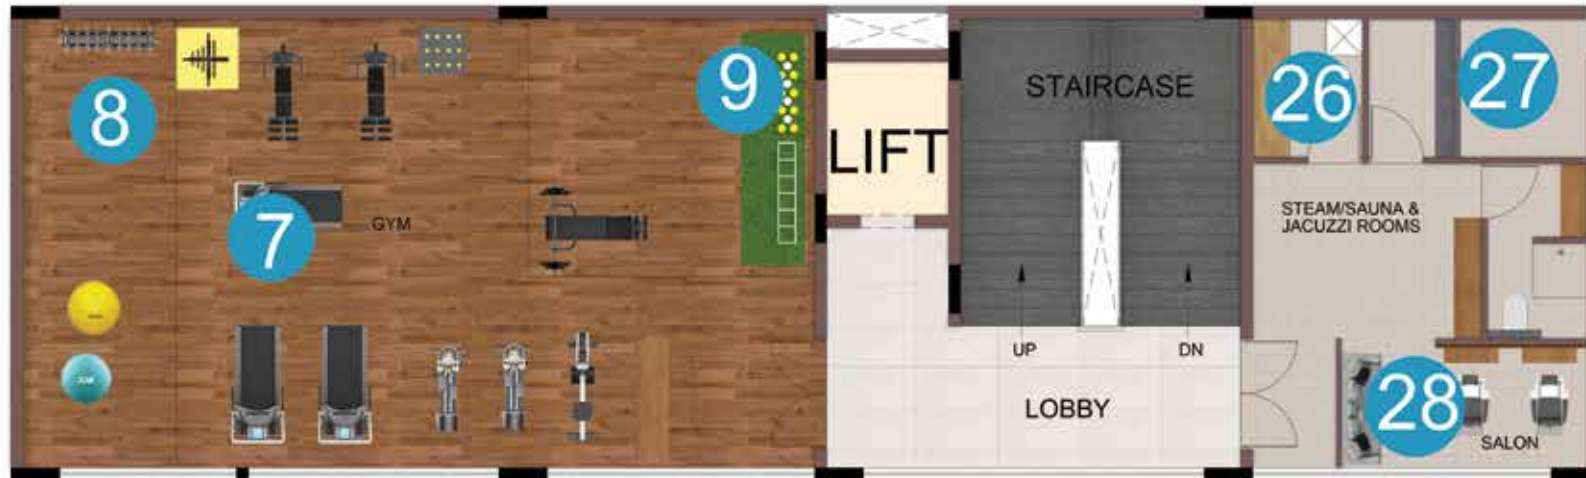 8
9
26
27
STAIRCASE
LIFT
7
GYM
STEAM/SAUNA &
JACUZZI ROOMS
UP
DN
LOBBY
28
SALON